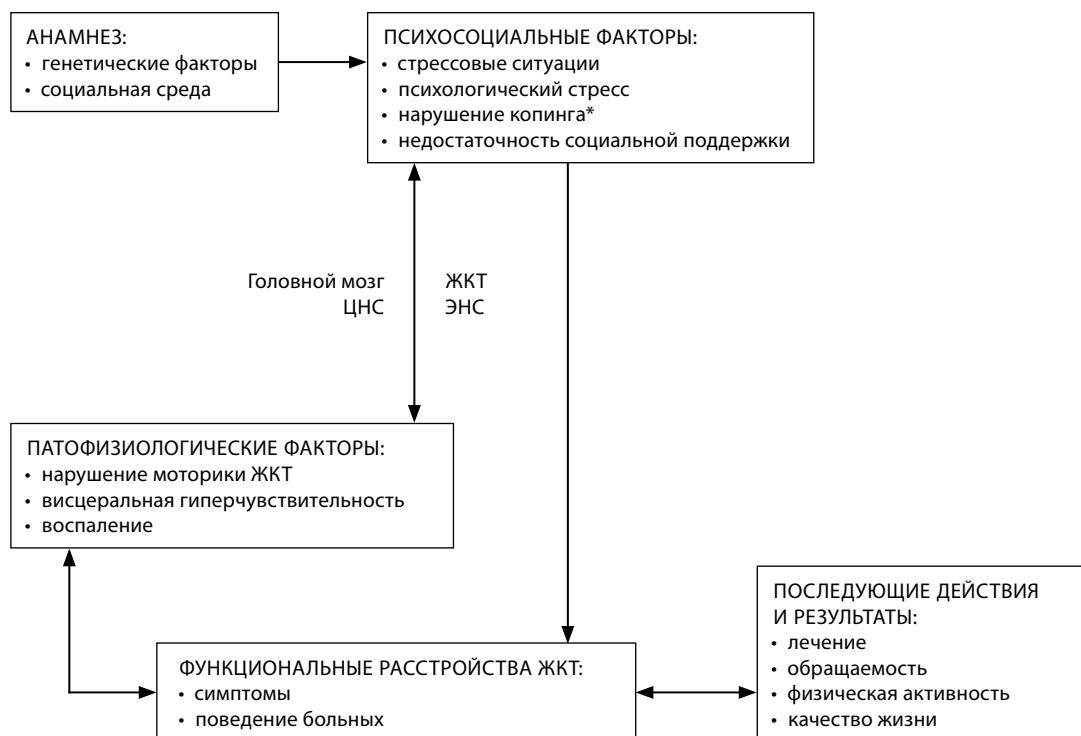 АНАМНЕЗ:
• генетические факторы
• социальная среда
ПСИХОСОЦИАЛЬНЫЕ ФАКТОРЫ:
• стрессовые ситуации
• психологический стресс
• нарушение копинга*
• недостаточность социальной поддержки
Головной мозг
ЦНС
ЖКТ
ЭНС
ПАТОФИЗИОЛОГИЧЕСКИЕ ФАКТОРЫ:
• нарушение моторики ЖКТ
• висцеральная гиперчувствительность
• воспаление
ФУНКЦИОНАЛЬНЫЕ РАССТРОЙСТВА ЖКТ:
• симптомы
• поведение больных
ПОСЛЕДУЮЩИЕ ДЕЙСТВИЯ
И РЕЗУЛЬТАТЫ:
• лечение
• обращаемость
• физическая активность
• качество жизни